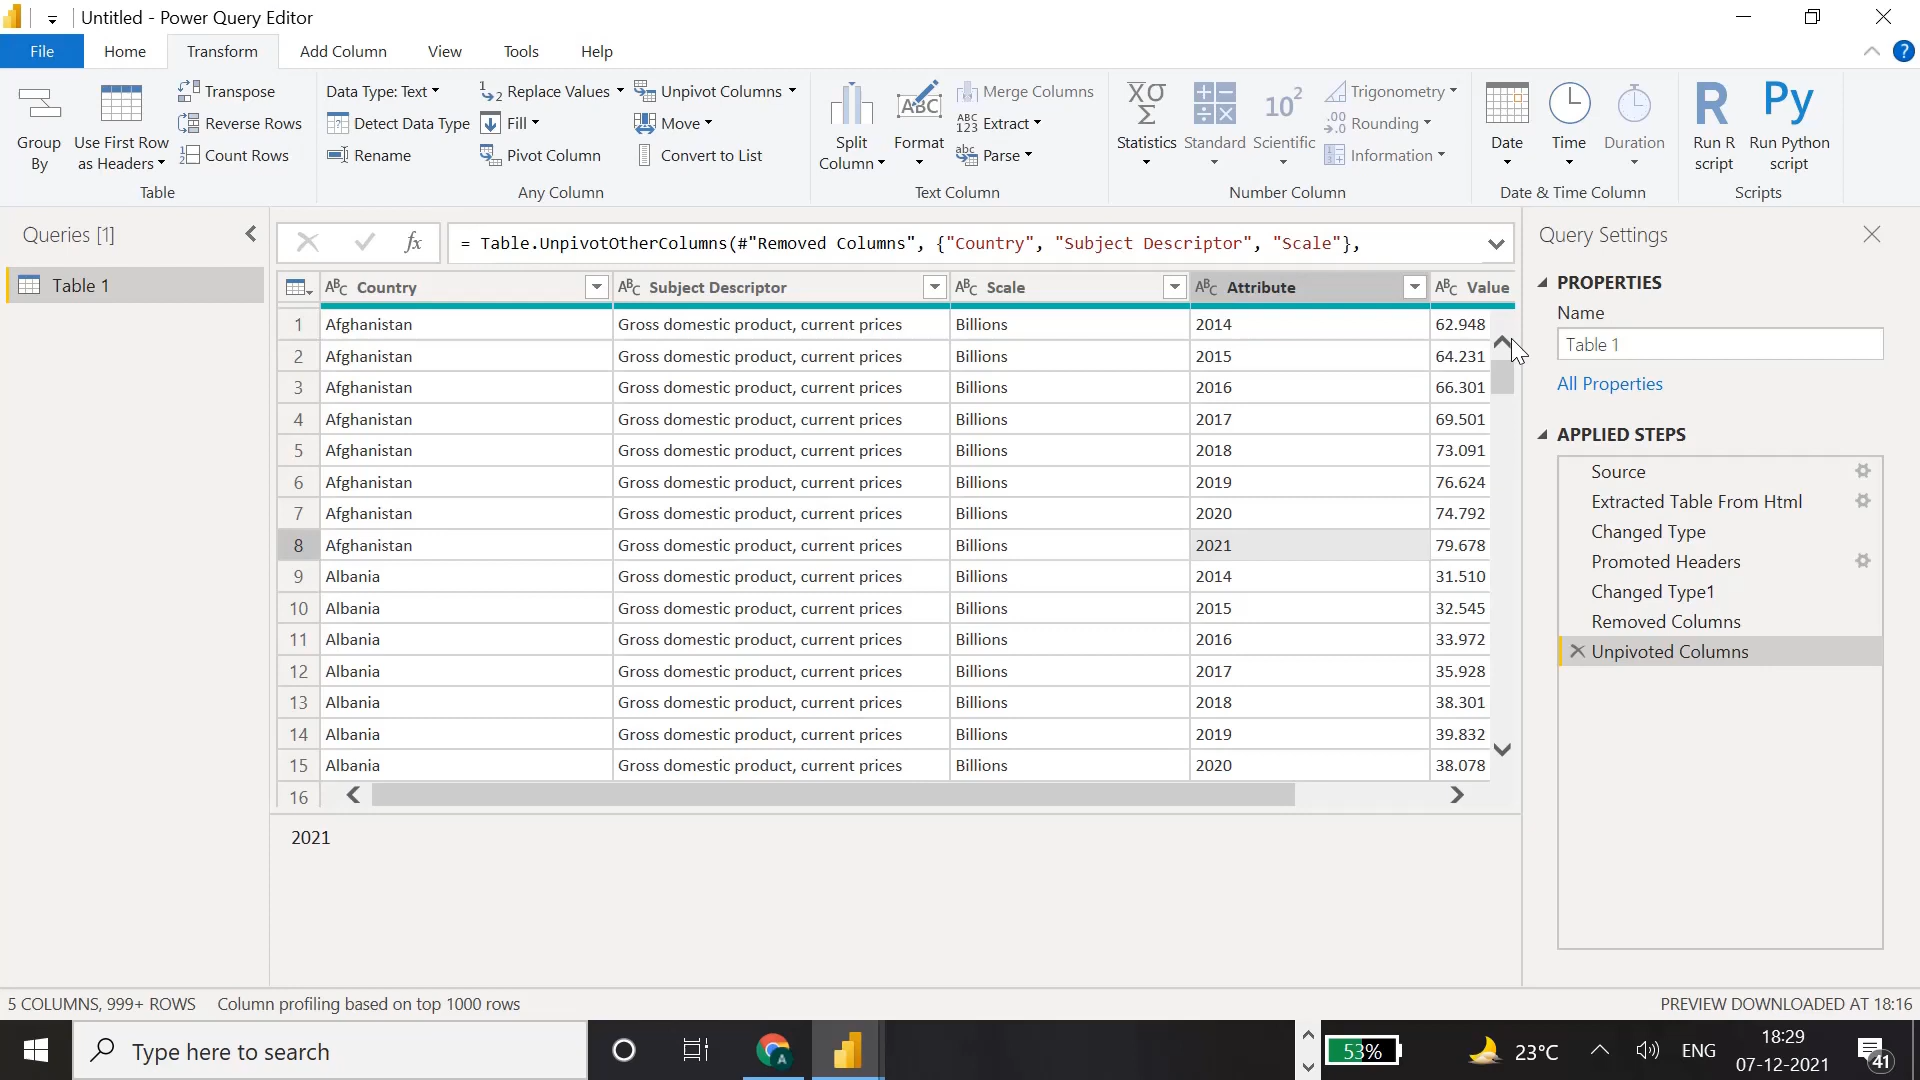 Untitled - Power Query Editor
File Home Transform Add Column View Tools Help
Group By
Use First Row as Headers
Transpose
Reverse Rows
Count Rows
Table
Data Type: Text
Detect Data Type
Rename
Replace Values
Fill
Pivot Column
Unpivot Columns
Move
Convert to List
Any Column
Split Column
Format
Merge Columns
Extract
Parse
Text Column
Statistics
Standard
Scientific
Trigonometry
Rounding
Information
Number Column
Date
Time
Duration
Date & Time Column
Run R script
Run Python script
Scripts
Queries [1]
Table 1
fx = Table.UnpivotOtherColumns(#"Removed Columns", {"Country", "Subject Descriptor", "Scale"},
Country Subject Descriptor Scale Attribute Value
1 Afghanistan Gross domestic product, current prices Billions 2014 62.948
2 Afghanistan Gross domestic product, current prices Billions 2015 64.231
3 Afghanistan Gross domestic product, current prices Billions 2016 66.301
4 Afghanistan Gross domestic product, current prices Billions 2017 69.501
5 Afghanistan Gross domestic product, current prices Billions 2018 73.091
6 Afghanistan Gross domestic product, current prices Billions 2019 76.624
7 Afghanistan Gross domestic product, current prices Billions 2020 74.792
8 Afghanistan Gross domestic product, current prices Billions 2021 79.678
9 Albania Gross domestic product, current prices Billions 2014 31.510
10 Albania Gross domestic product, current prices Billions 2015 32.545
11 Albania Gross domestic product, current prices Billions 2016 33.972
12 Albania Gross domestic product, current prices Billions 2017 35.928
13 Albania Gross domestic product, current prices Billions 2018 38.301
14 Albania Gross domestic product, current prices Billions 2019 39.832
15 Albania Gross domestic product, current prices Billions 2020 38.078
16
2021
Query Settings
PROPERTIES
Name
Table 1
All Properties
APPLIED STEPS
Source
Extracted Table From Html
Changed Type
Promoted Headers
Changed Type1
Removed Columns
Unpivoted Columns
5 COLUMNS, 999+ ROWS Column profiling based on top 1000 rows PREVIEW DOWNLOADED AT 18:16
Type here to search
53%
23°C
ENG
18:29
07-12-2021
41